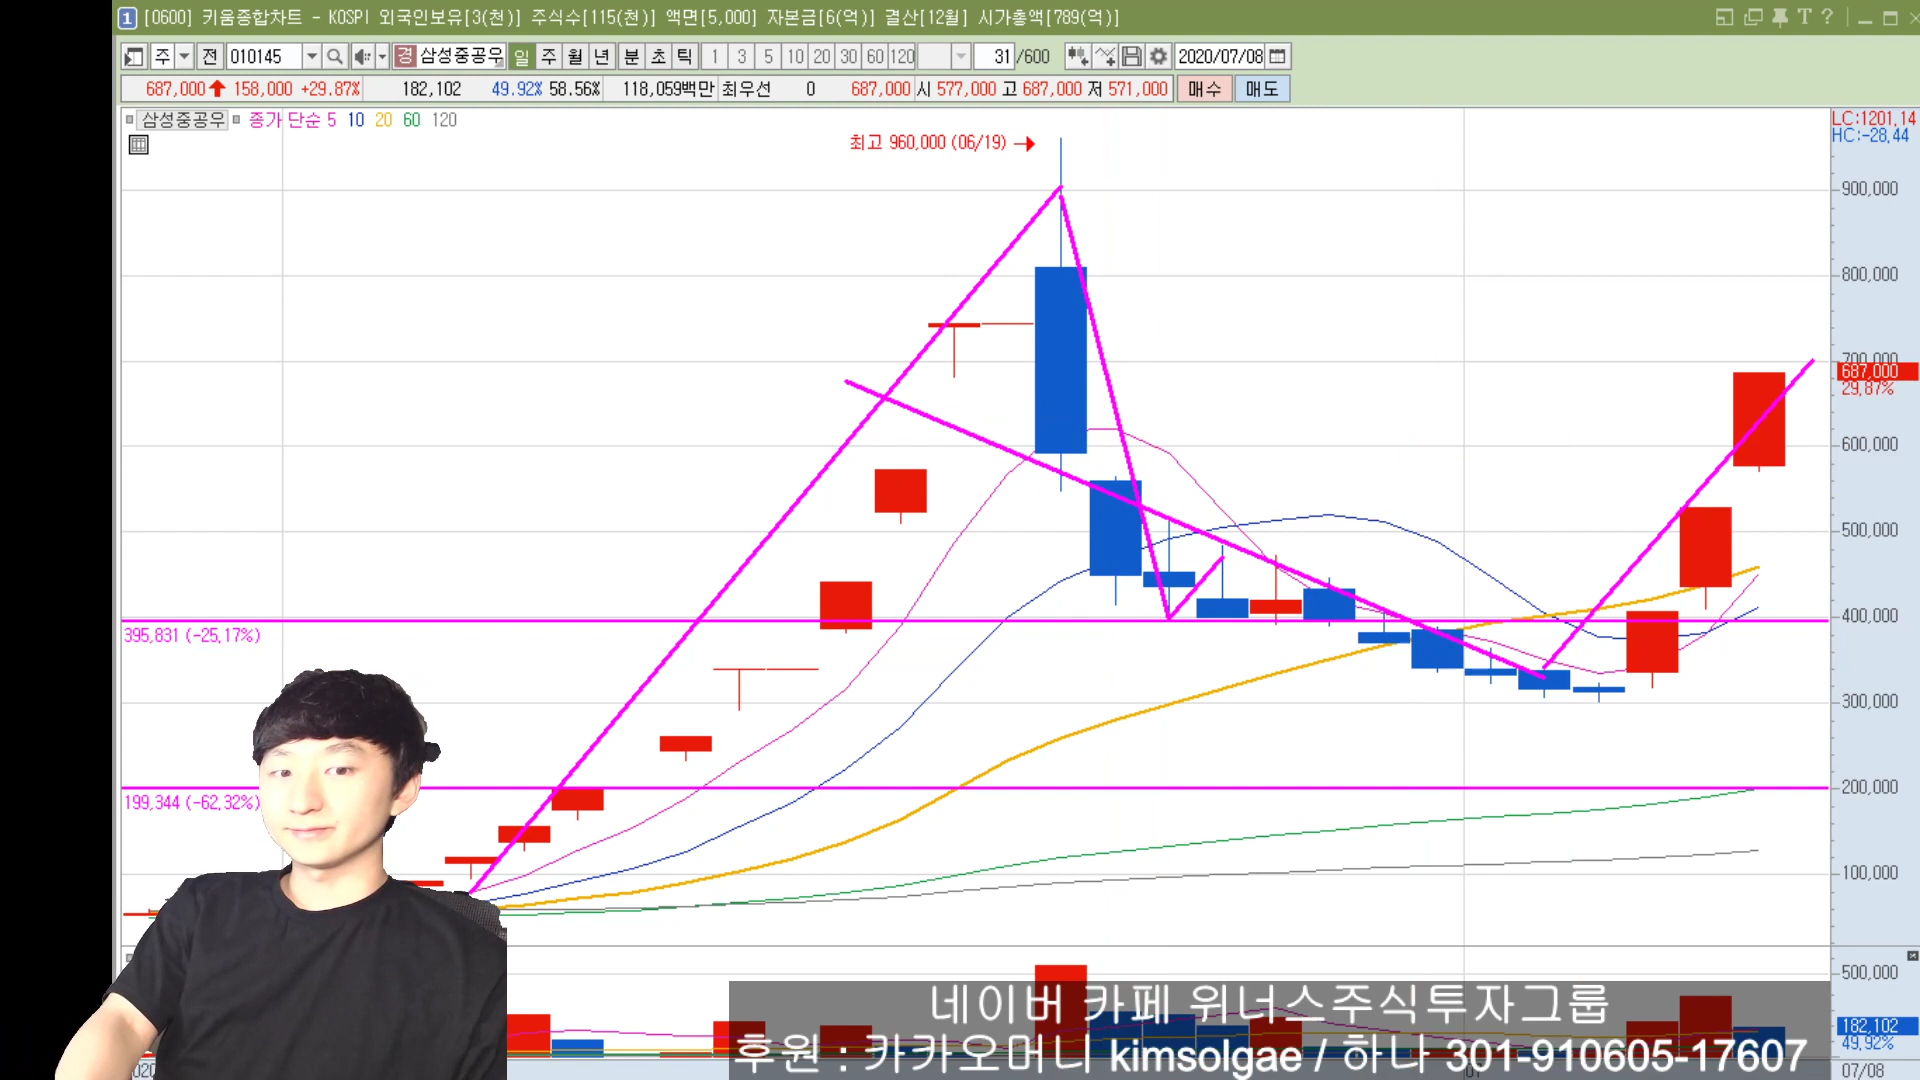 1 [0600] 키움종합차트 - KOSPI 외국인보유[3(천)] 주식수[115(천)] 액면[5,000] 자본금[6(억)] 결산[12월] 시가총액[789(억)] T ?
주 전 010145 경 삼성중공우 일 주 월 년 분 초 틱 1 3 5 10 20 30 60 120 31 /600 2020/07/08
687,000 158,000 +29.87% 182,102 49.92% 58.56% 118,059백만 최우선 0 687,000 시 577,000 고 687,000 저 571,000 매수 매도
삼성중공우 종가 단순 5 10 20 60 120
LC:1201.14
HC:-28.44
최고 960,000 (06/19)
900,000
800,000
700,000
687,000
29.87%
600,000
500,000
400,000
395,831 (-25.17%)
300,000
200,000
199,344 (-62.32%)
100,000
500,000
네이버 카페 위너스주식투자그룹
182,102
49.92%
후원 : 카카오머니 kimsolgae / 하나 301-910605-17607
07/08